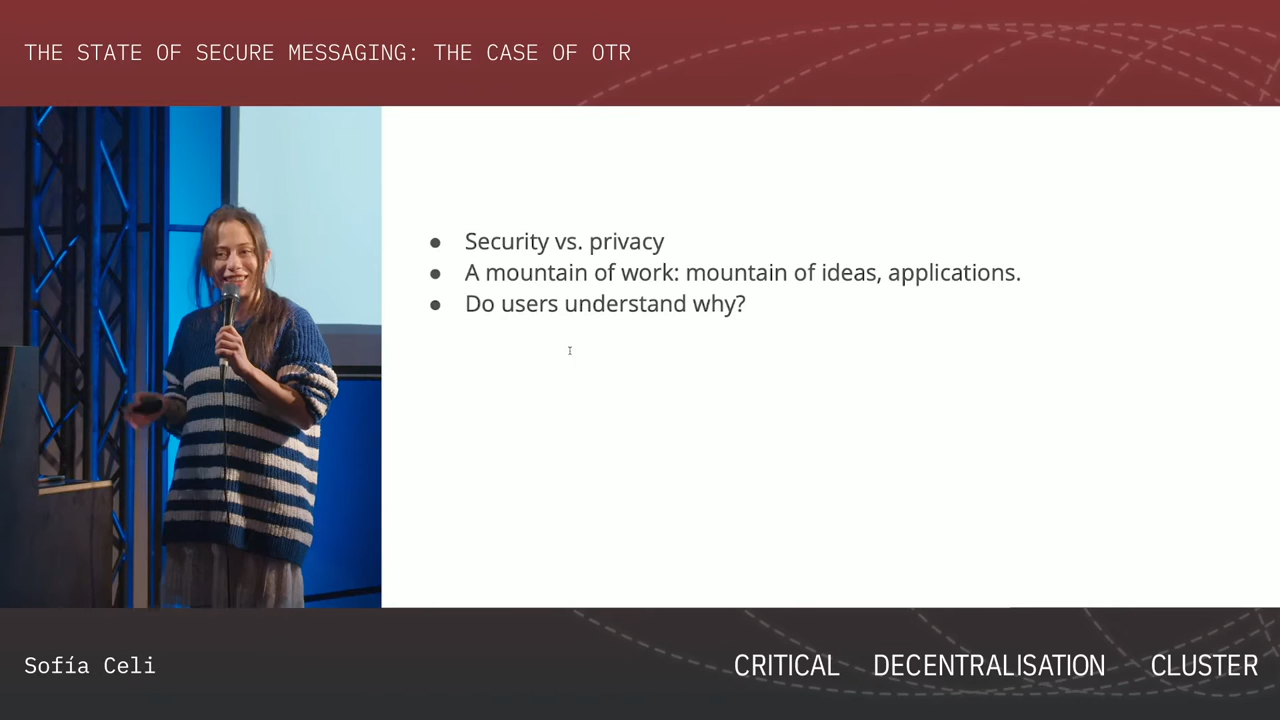 THE STATE OF SECURE MESSAGING: THE CASE OF OTR
● Security vs. privacy
● A mountain of work: mountain of ideas, applications.
● Do users understand why?
Sofía Celi
CRITICAL DECENTRALISATION CLUSTER